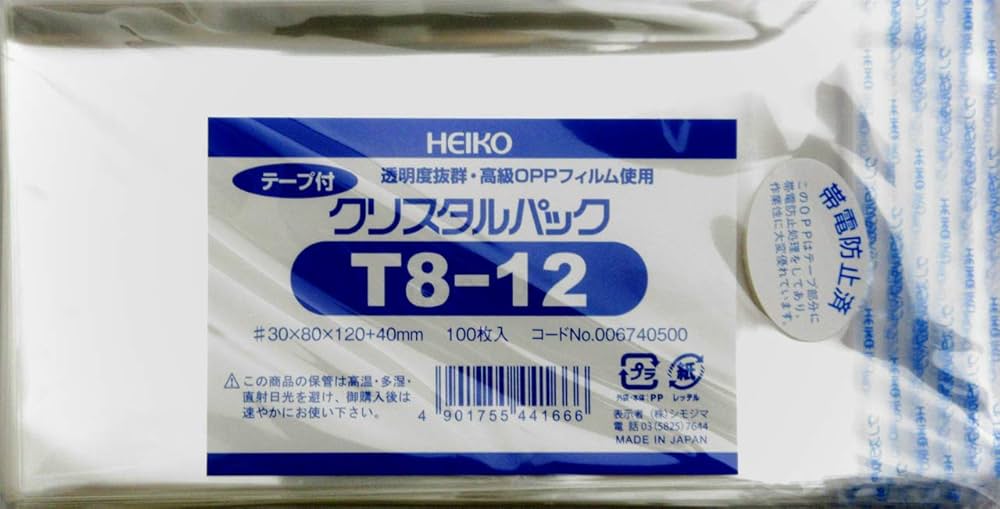 HEIKO
テープ付
透明度抜群・高級OPPフィルム使用
クリスタルパック
T8-12
♯30×80×120+40mm 100枚入 コードNo.006740500
⚠この商品の保管は高温・多湿・
直射日光を避け、御購入後は
速やかにお使い下さい。
4 901755 441666
プラ
紙
外袋・本体:PP レッテル
表示者 (株)シモジマ
電話 03(5825)7644
MADE IN JAPAN
帯電防止済
このOPPはテープ部分に
帯電防止処理をしてあり、
作業性に大変優れています。
HEIKO